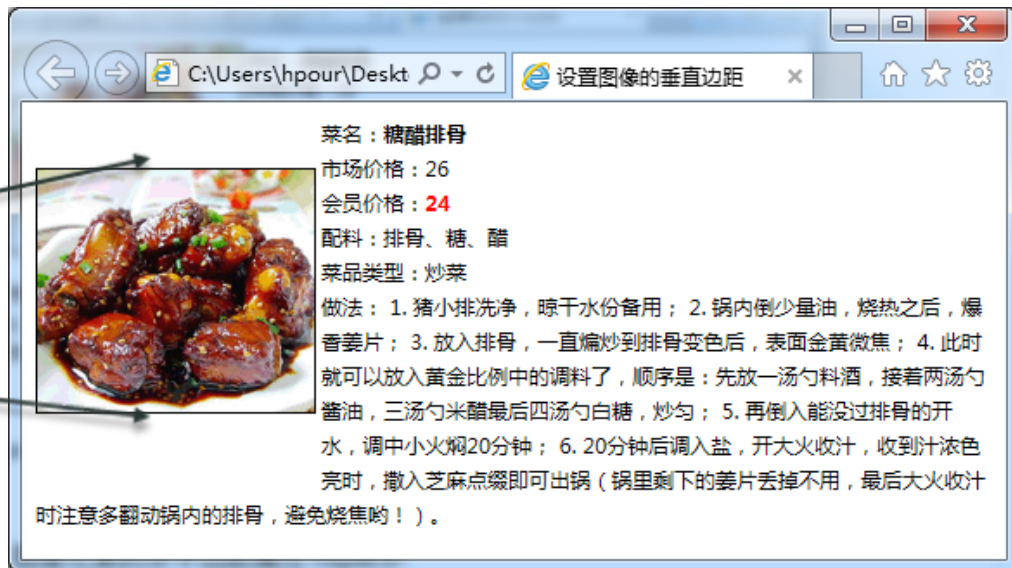 C:\Users\hpour\Deskt
设置图像的垂直边距
菜名：糖醋排骨
市场价格：26
会员价格：24
配料：排骨、糖、醋
菜品类型：炒菜
做法： 1. 猪小排洗净，晾干水份备用； 2. 锅内倒少量油，烧热之后，爆
香姜片； 3. 放入排骨，一直煸炒到排骨变色后，表面金黄微焦； 4. 此时
就可以放入黄金比例中的调料了，顺序是：先放一汤勺料酒，接着两汤勺
酱油，三汤勺米醋最后四汤勺白糖，炒匀； 5. 再倒入能没过排骨的开
水，调中小火焖20分钟； 6. 20分钟后调入盐，开大火收汁，收到汁浓色
亮时，撒入芝麻点缀即可出锅（锅里剩下的姜片丢掉不用，最后大火收汁
时注意多翻动锅内的排骨，避免烧焦哟！）。